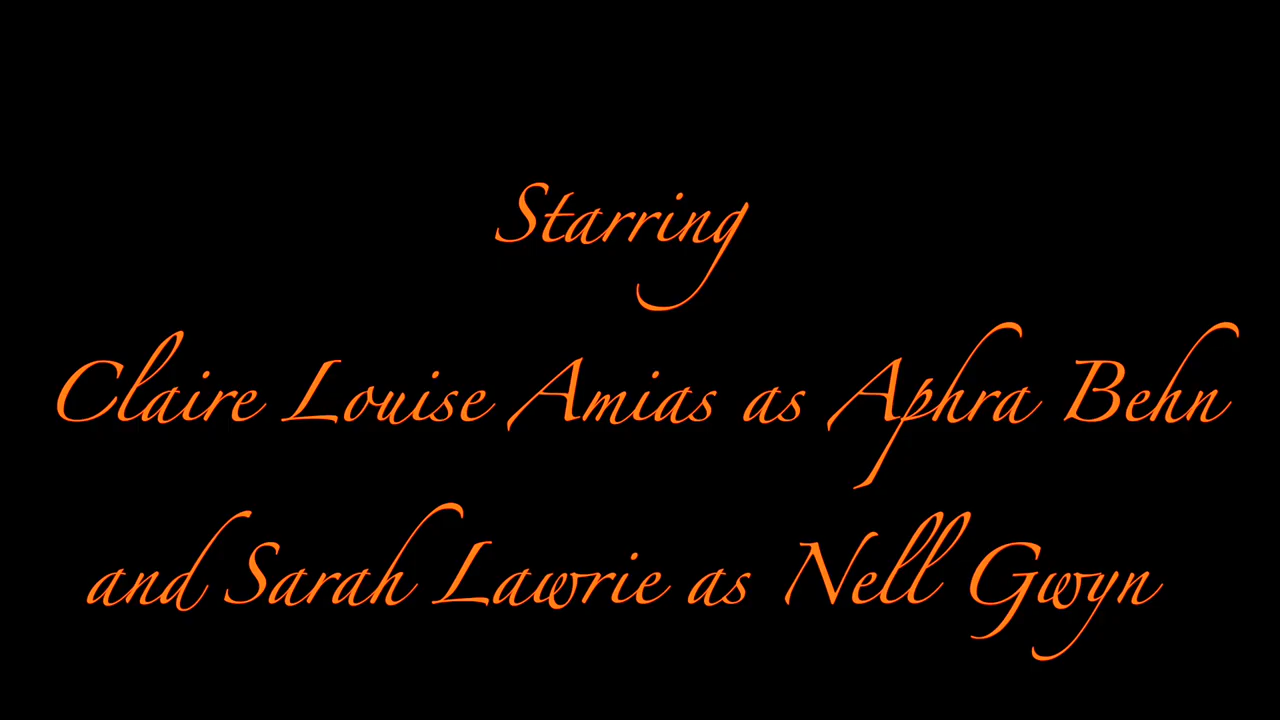 Starring
Claire Louise Amias as Aphra Behn
and Sarah Lawrie as Nell Gwyn